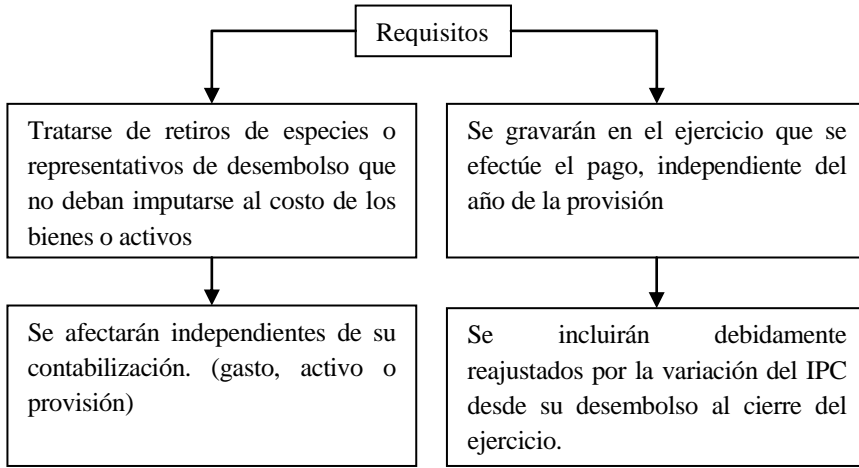 Requisitos
Tratarse de retiros de especies o
representativos de desembolso que
no deban imputarse al costo de los
bienes o activos
Se gravarán en el ejercicio que se
efectúe el pago, independiente del
año de la provisión
Se afectarán independientes de su
contabilización. (gasto, activo o
provisión)
Se incluirán debidamente
reajustados por la variación del IPC
desde su desembolso al cierre del
ejercicio.